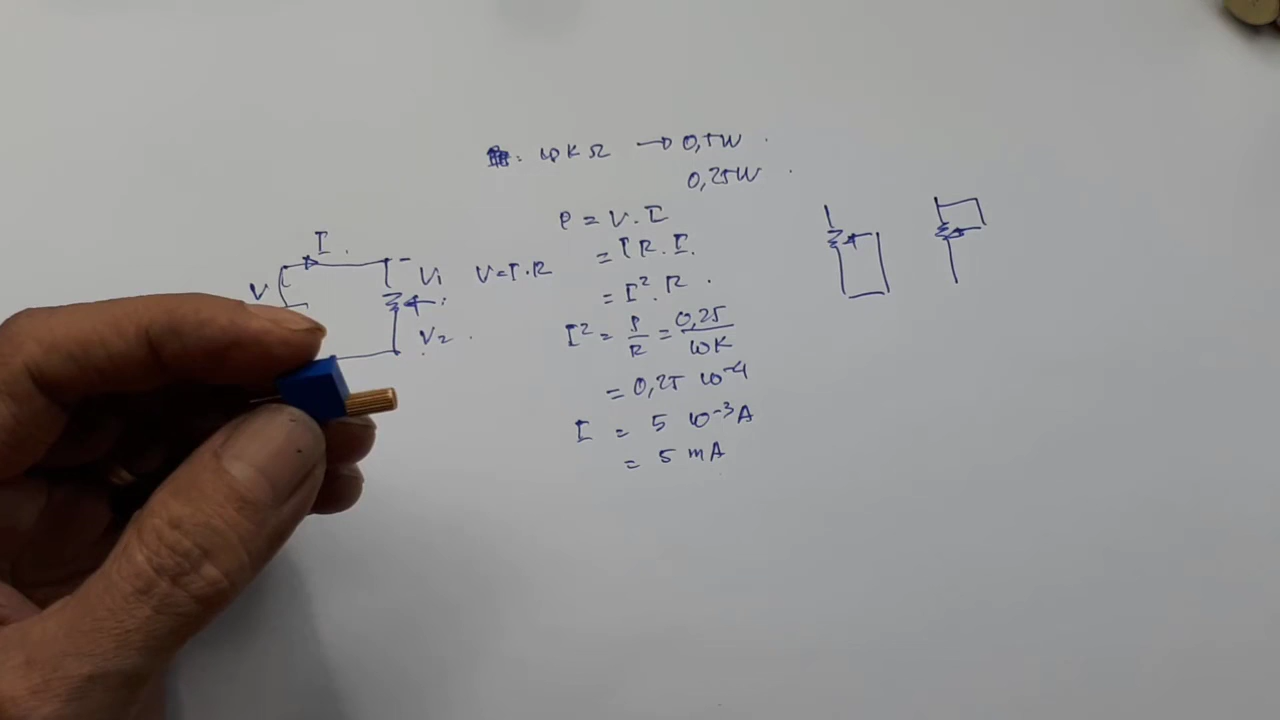 : 10K Ω → 0,5W
0,25W
P = V.I
= I R.I
= I².R
V=I.R
I² = P/R = 0,25/10K
= 0,25 10⁻⁴
I = 5 10⁻³A
= 5 mA
I
V
V1
V2